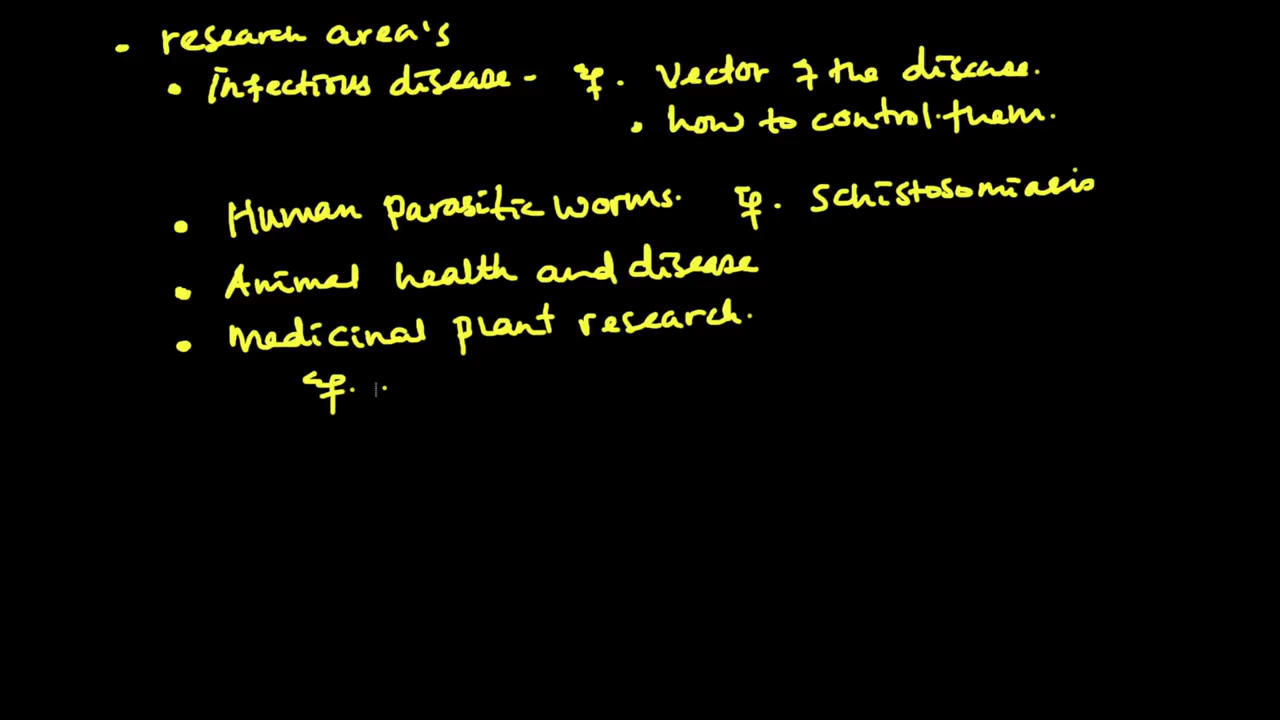 • research area's
• Infectious disease - eg. Vector of the disease.
• how to control them.
• Human parasitic worms. eg. Schistosomiasis
• Animal health and disease
• Medicinal plant research.
eg. .